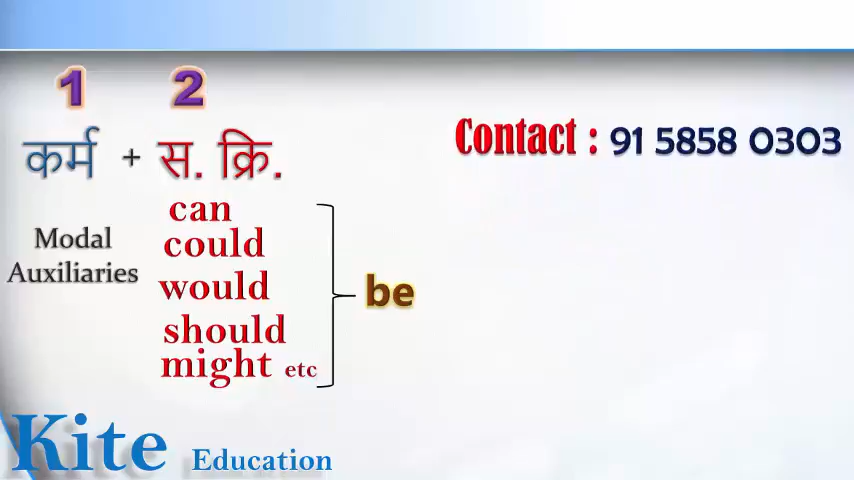 1 2
कर्म + स. क्रि.
Contact : 91 5858 0303
Modal
Auxiliaries
can
could
would
should
might etc
be
Kite Education